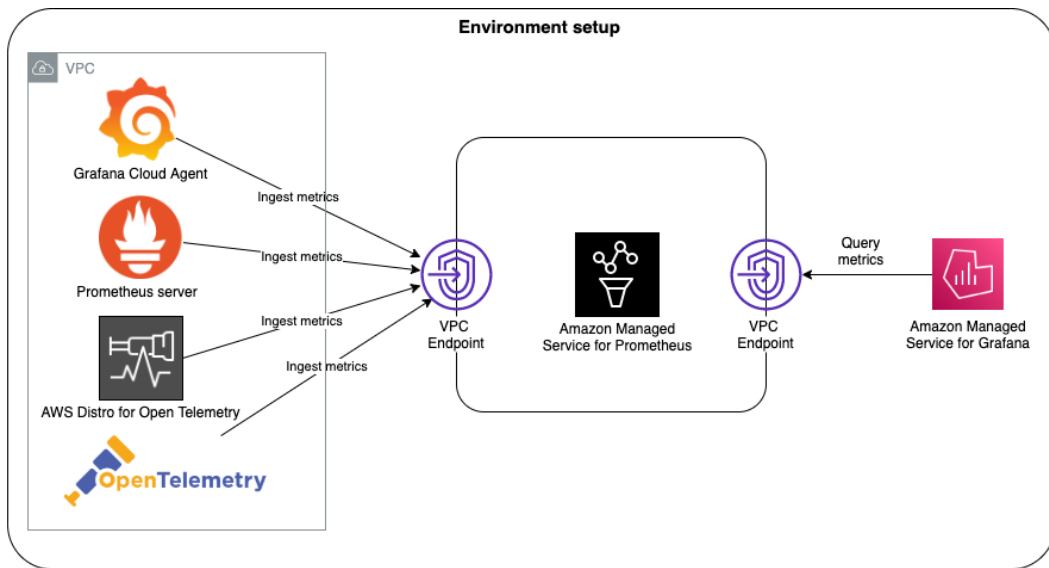 Environment setup
VPC
Grafana Cloud Agent
Ingest metrics
Prometheus server
Ingest metrics
AWS Distro for Open Telemetry
Ingest metrics
OpenTelemetry
Ingest metrics
VPC
Endpoint
Amazon Managed
Service for Prometheus
VPC
Endpoint
Query
metrics
Amazon Managed
Service for Grafana